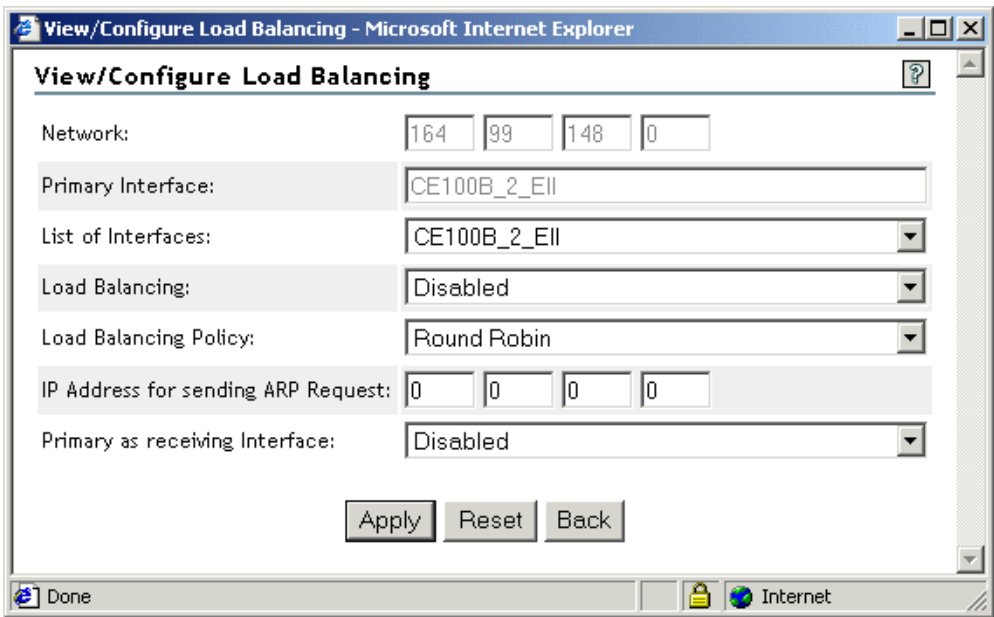 View/Configure Load Balancing - Microsoft Internet Explorer
View/Configure Load Balancing ?
Network: 164 99 148 0
Primary Interface: CE100B_2_EII
List of Interfaces: CE100B_2_EII
Load Balancing: Disabled
Load Balancing Policy: Round Robin
IP Address for sending ARP Request: 0 0 0 0
Primary as receiving Interface: Disabled
Apply Reset Back
Done Internet